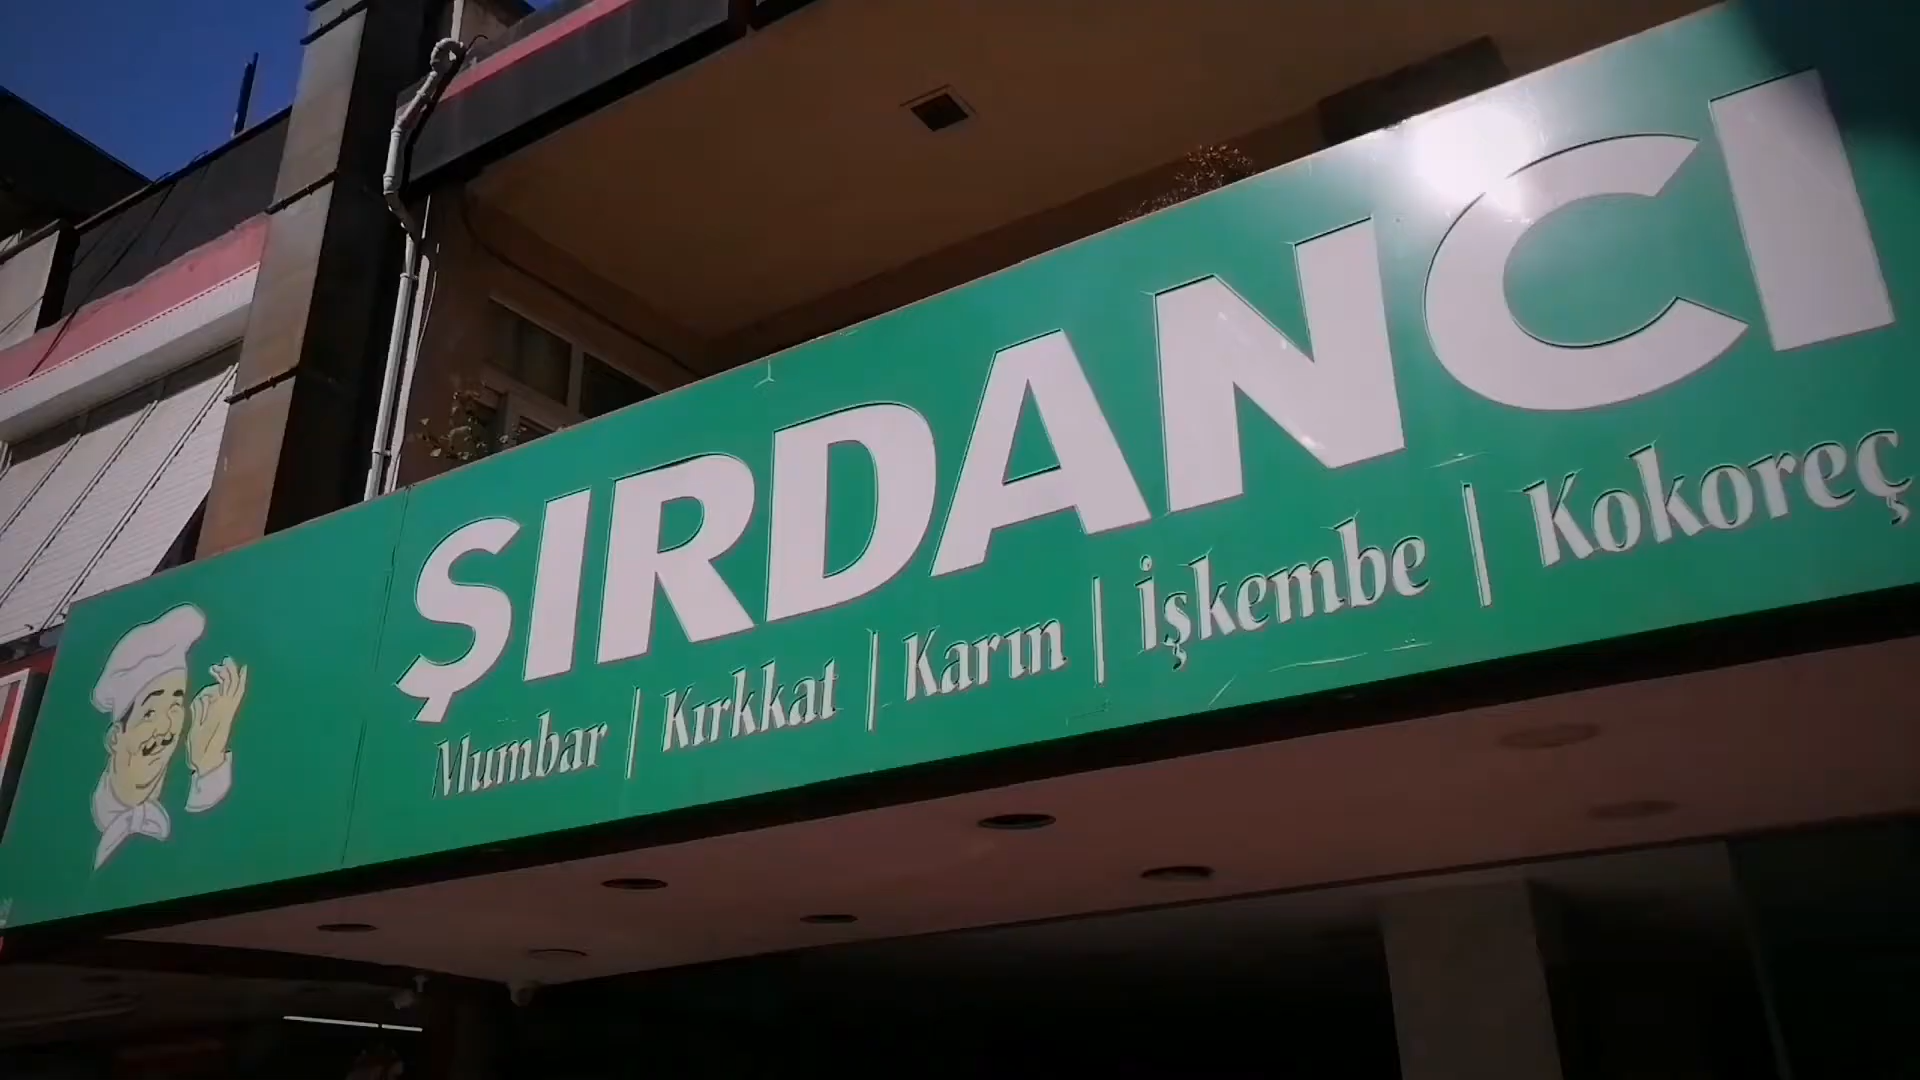 ŞIRDANCI
Mumbar | Kırkkat | Karın | İşkembe | Kokoreç